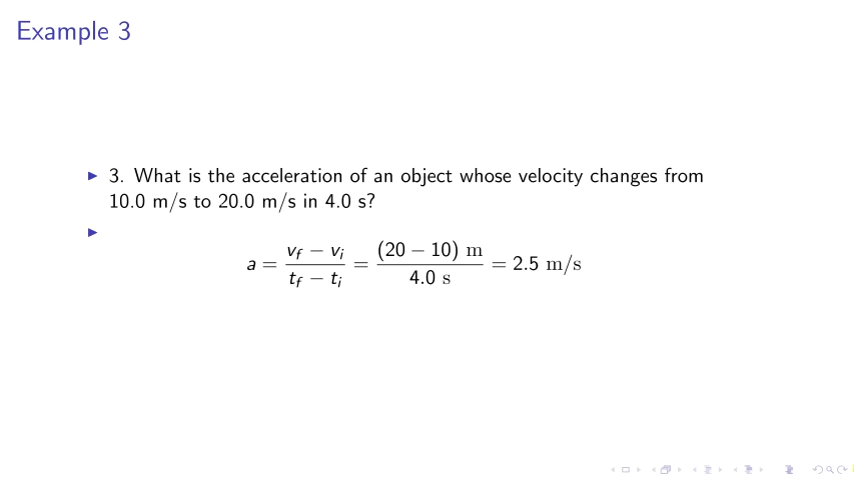 Example 3
3. What is the acceleration of an object whose velocity changes from
10.0 m/s to 20.0 m/s in 4.0 s?
a = (v_f − v_i)/(t_f − t_i) = ((20 − 10) m)/(4.0 s) = 2.5 m/s